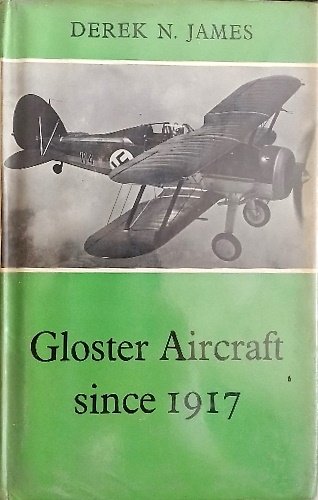 DEREK N. JAMES
Gloster Aircraft
since 1917